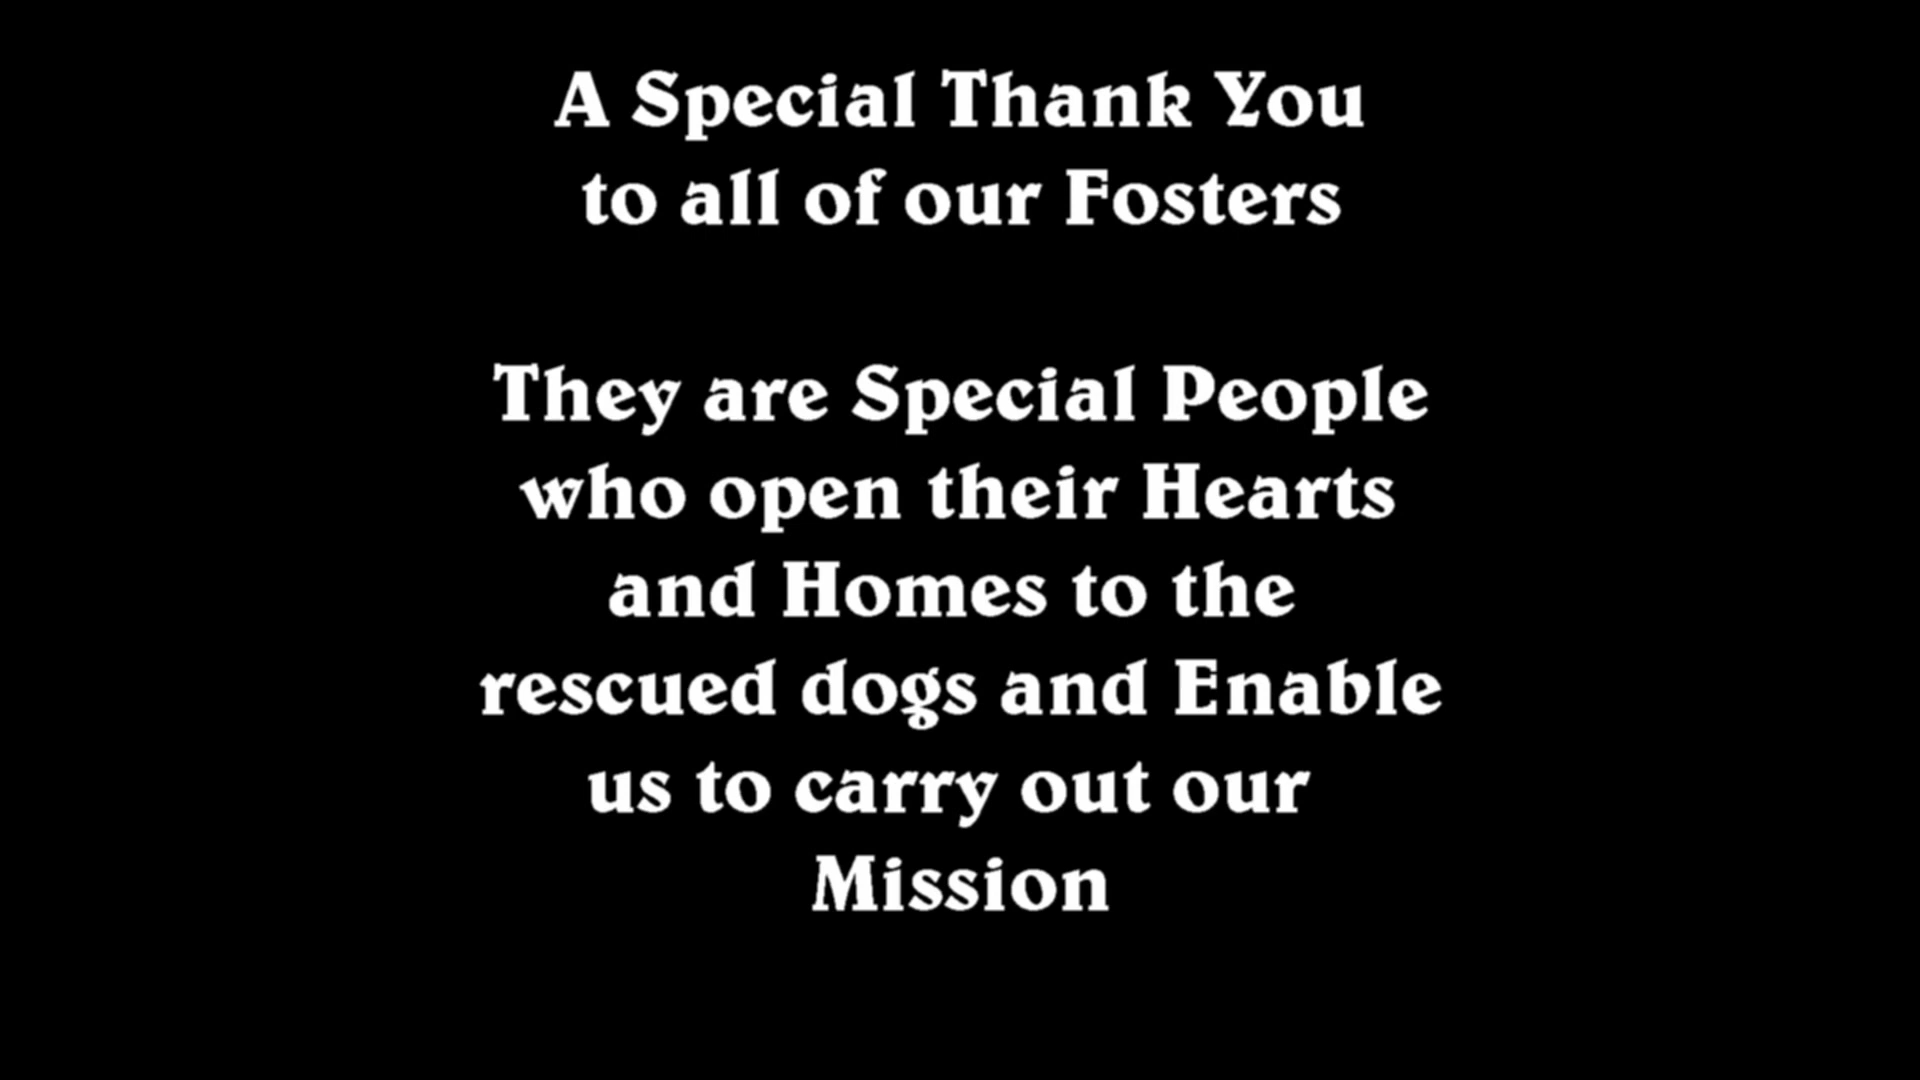 A Special Thank You
to all of our Fosters
They are Special People
who open their Hearts
and Homes to the
rescued dogs and Enable
us to carry out our
Mission